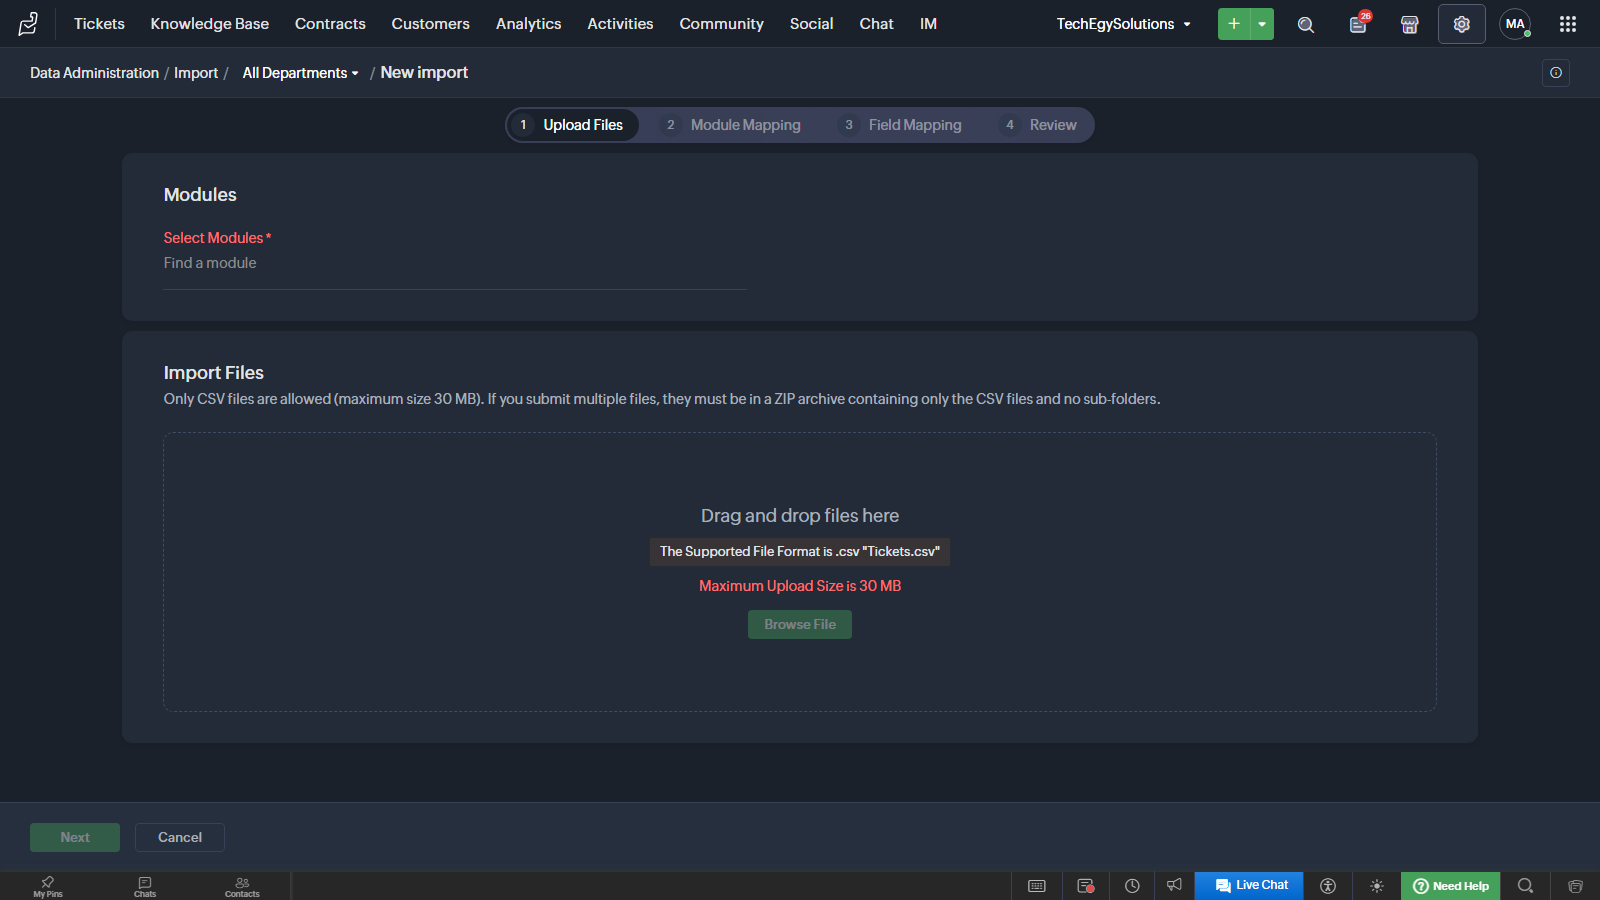 Tickets Knowledge Base Contracts Customers Analytics Activities Community Social Chat IM TechEgySolutions 26 MA
Data Administration / Import / All Departments / New import
1 Upload Files 2 Module Mapping 3 Field Mapping 4 Review
Modules
Select Modules *
Find a module
Import Files
Only CSV files are allowed (maximum size 30 MB). If you submit multiple files, they must be in a ZIP archive containing only the CSV files and no sub-folders.
Drag and drop files here
The Supported File Format is .csv "Tickets.csv"
Maximum Upload Size is 30 MB
Browse File
Next Cancel
My Pins Chats Contacts Live Chat Need Help